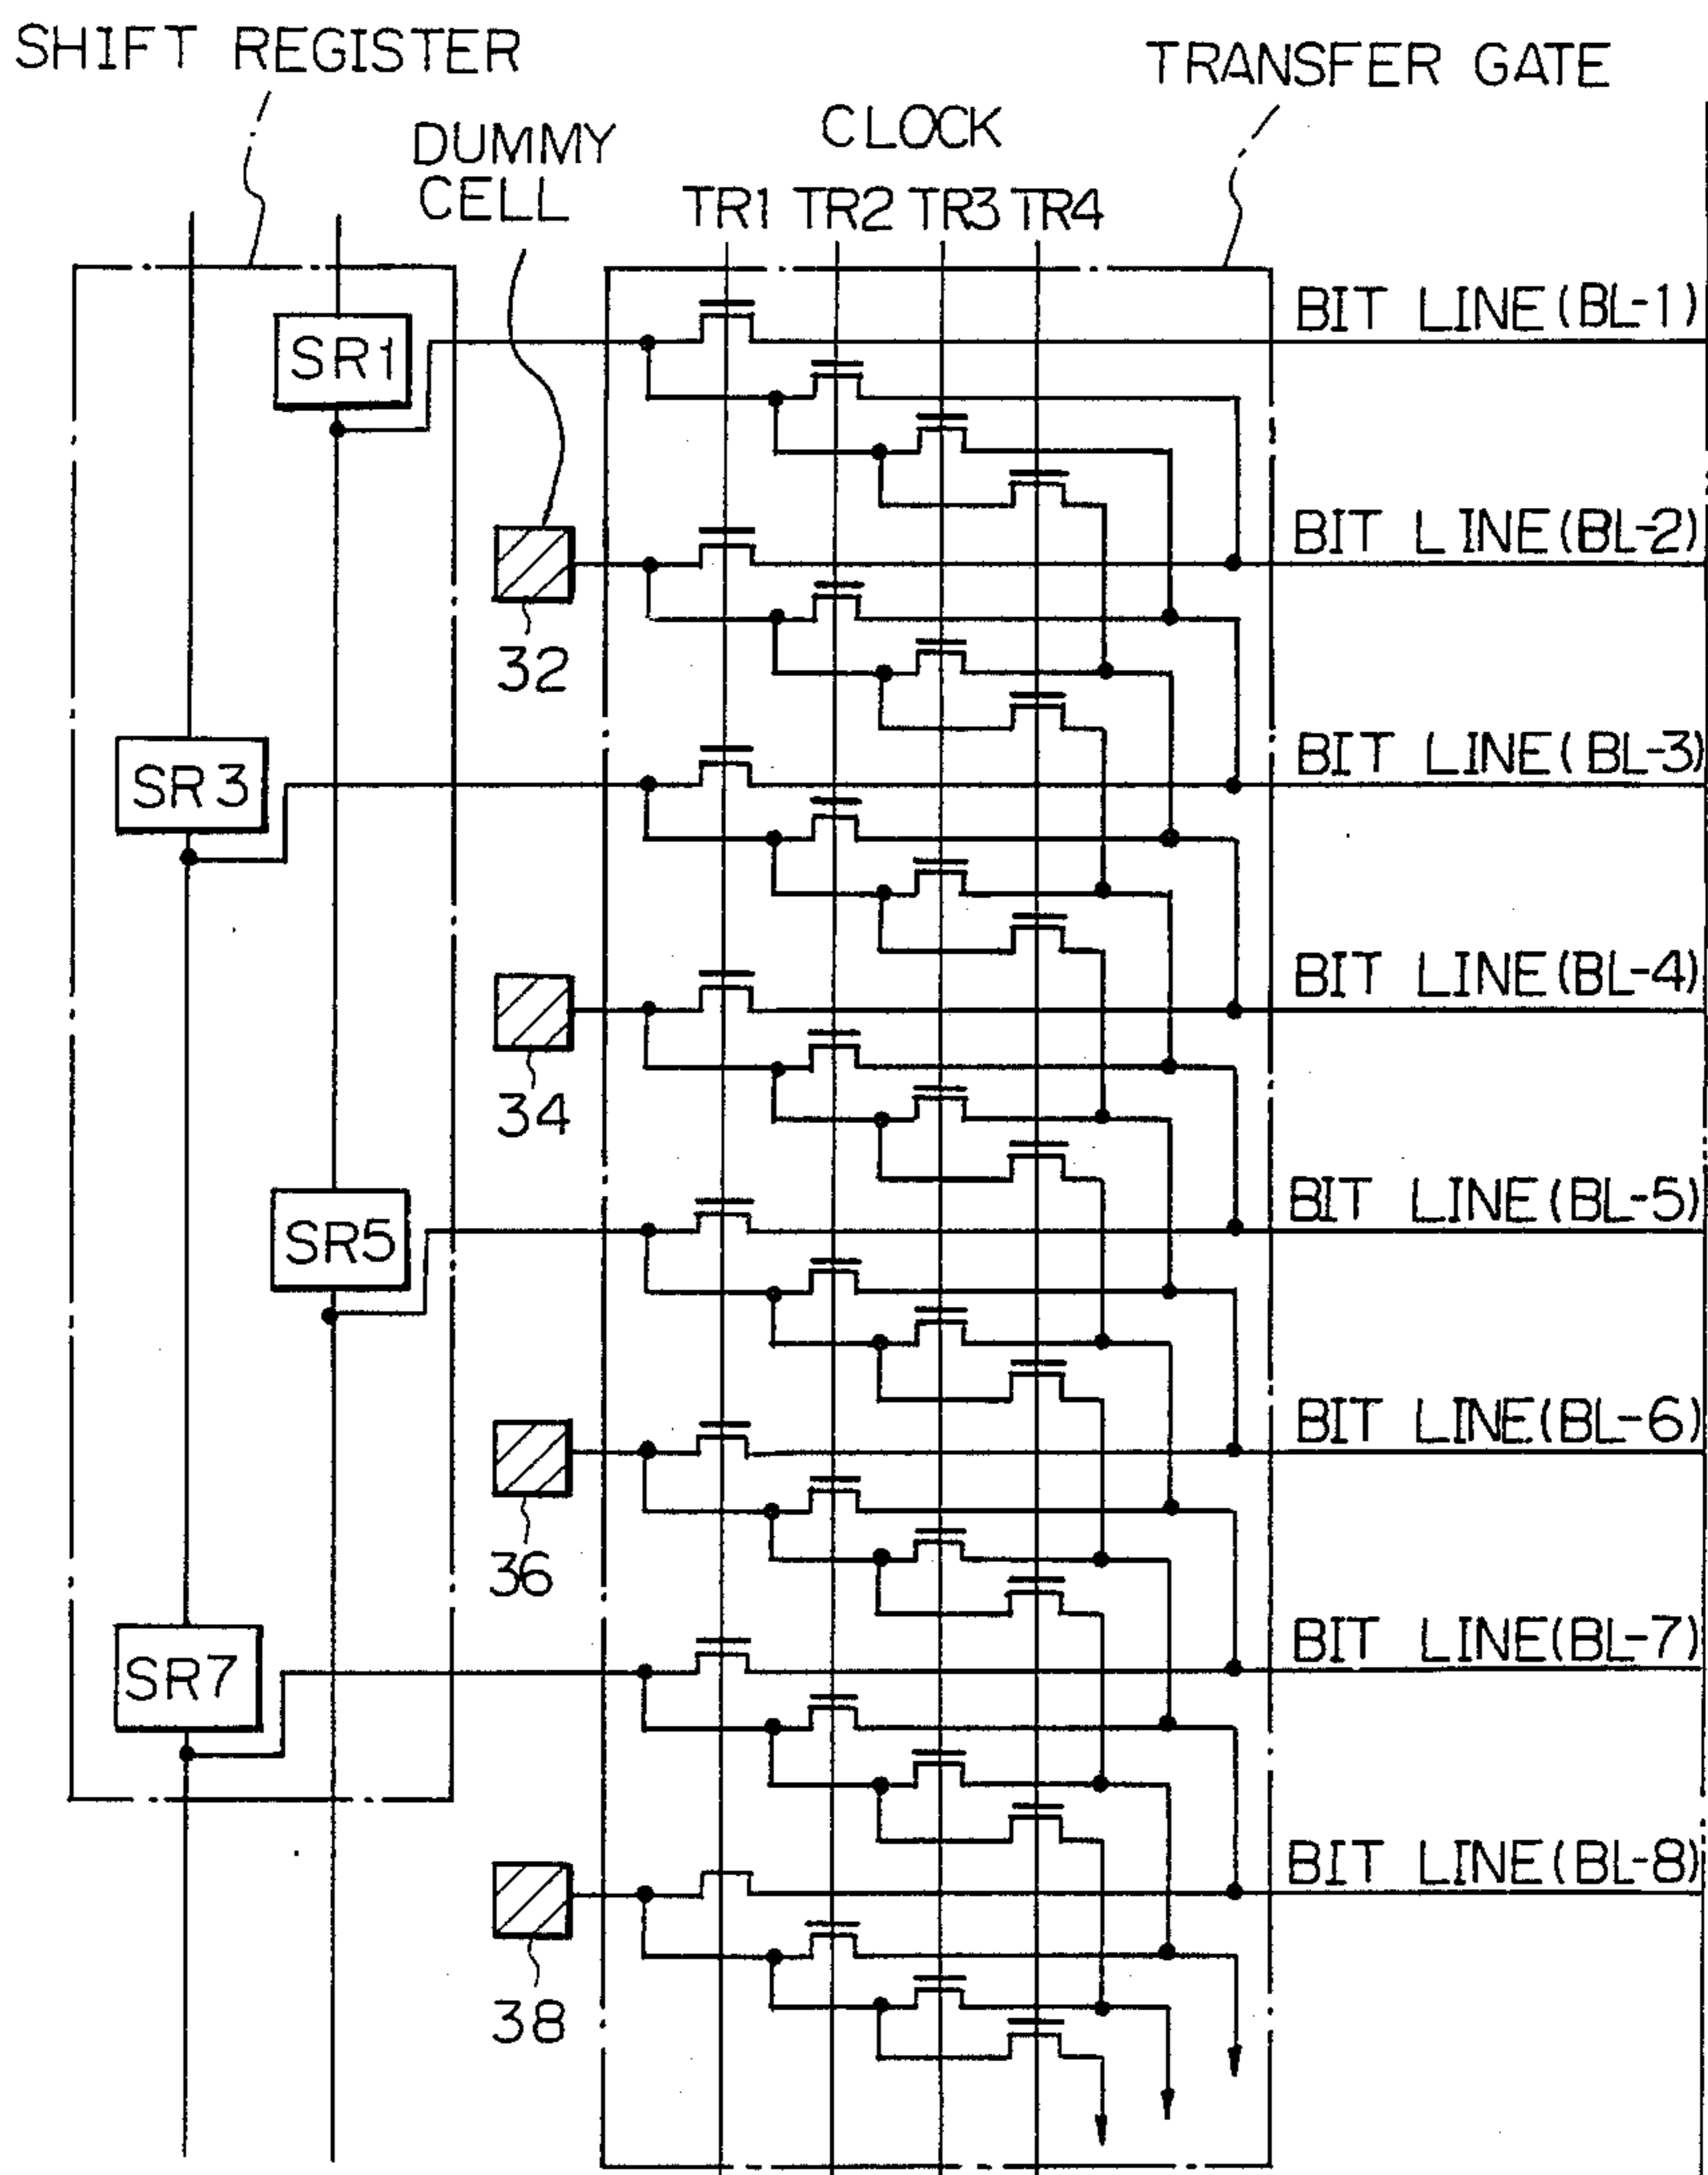 SHIFT REGISTER
TRANSFER GATE
DUMMY
CELL
CLOCK
TR1 TR2 TR3 TR4
BIT LINE(BL-1)
SR1
BIT LINE(BL-2)
32
BIT LINE(BL-3)
SR3
BIT LINE(BL-4)
34
BIT LINE(BL-5)
SR5
BIT LINE(BL-6)
36
BIT LINE(BL-7)
SR7
BIT LINE(BL-8)
38